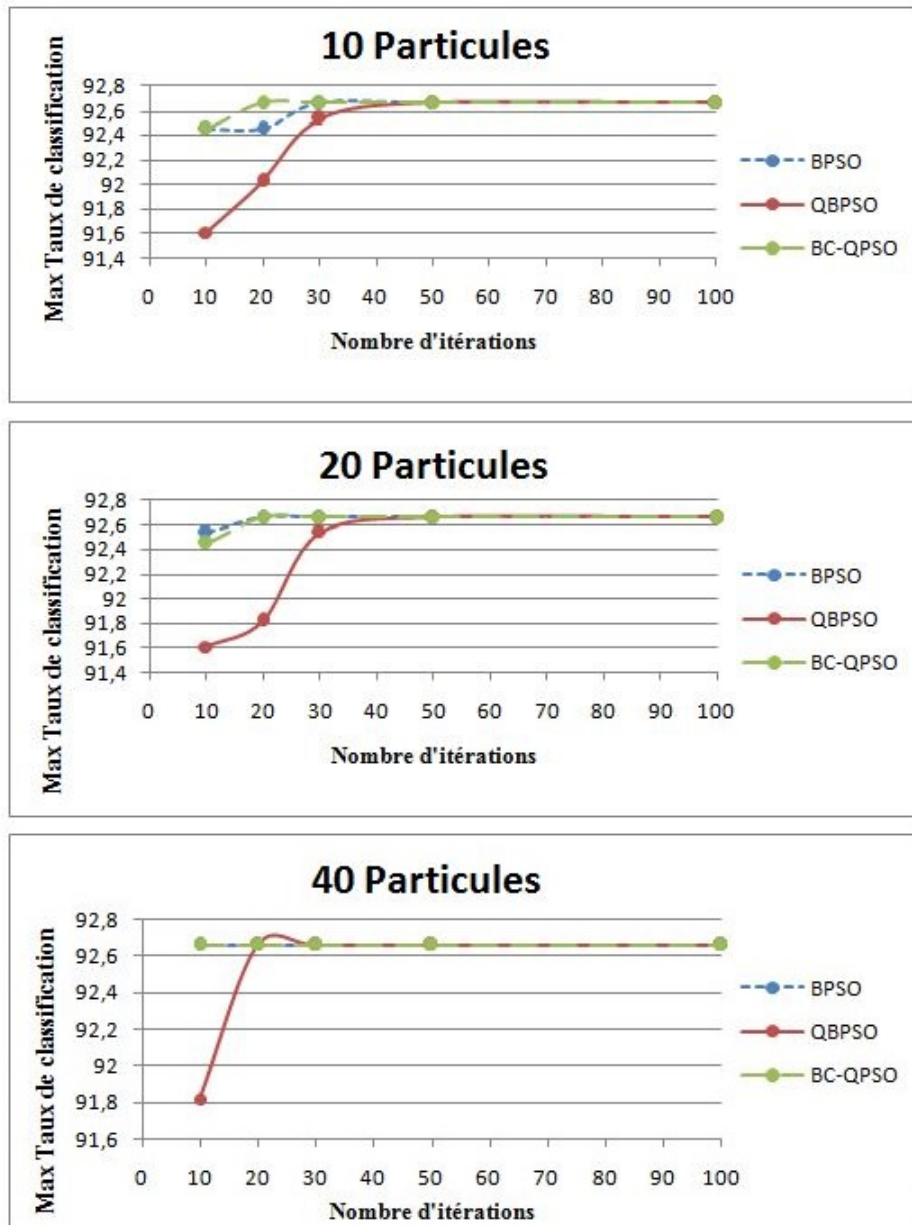 10 Particules
Max Taux de classification
92,8
92,6
92,4
92,2
92
91,8
91,6
91,4
0 10 20 30 40 50 60 70 80 90 100
Nombre d'itérations
BPSO
QBPSO
BC-QPSO
20 Particules
Max Taux de classification
92,8
92,6
92,4
92,2
92
91,8
91,6
91,4
0 10 20 30 40 50 60 70 80 90 100
Nombre d'itérations
BPSO
QBPSO
BC-QPSO
40 Particules
Max Taux de classification
92,8
92,6
92,4
92,2
92
91,8
91,6
0 10 20 30 40 50 60 70 80 90 100
Nombre d'itérations
BPSO
QBPSO
BC-QPSO